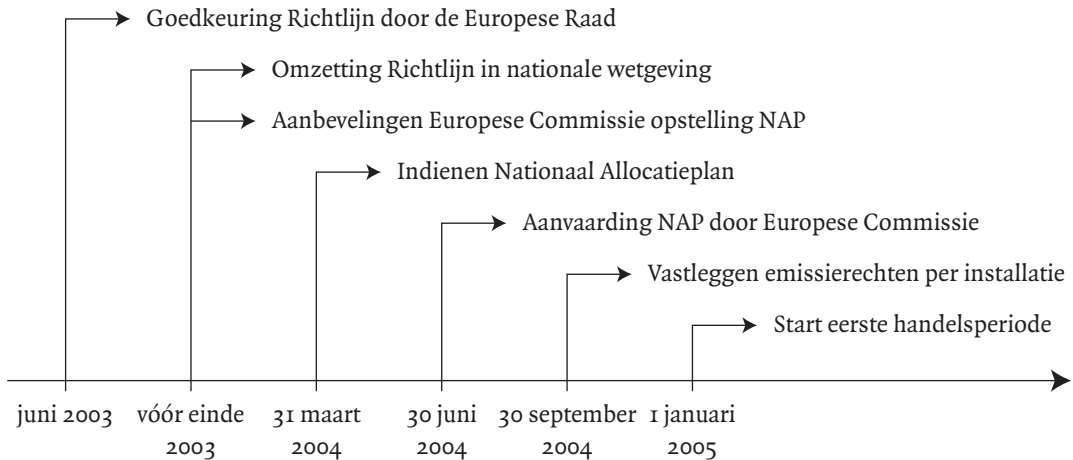 Goedkeuring Richtlijn door de Europese Raad
Omzetting Richtlijn in nationale wetgeving
Aanbevelingen Europese Commissie opstelling NAP
Indienen Nationaal Allocatieplan
Aanvaarding NAP door Europese Commissie
Vastleggen emissierechten per installatie
Start eerste handelsperiode
juni 2003
vóór einde
2003
31 maart
2004
30 juni
2004
30 september
2004
1 januari
2005